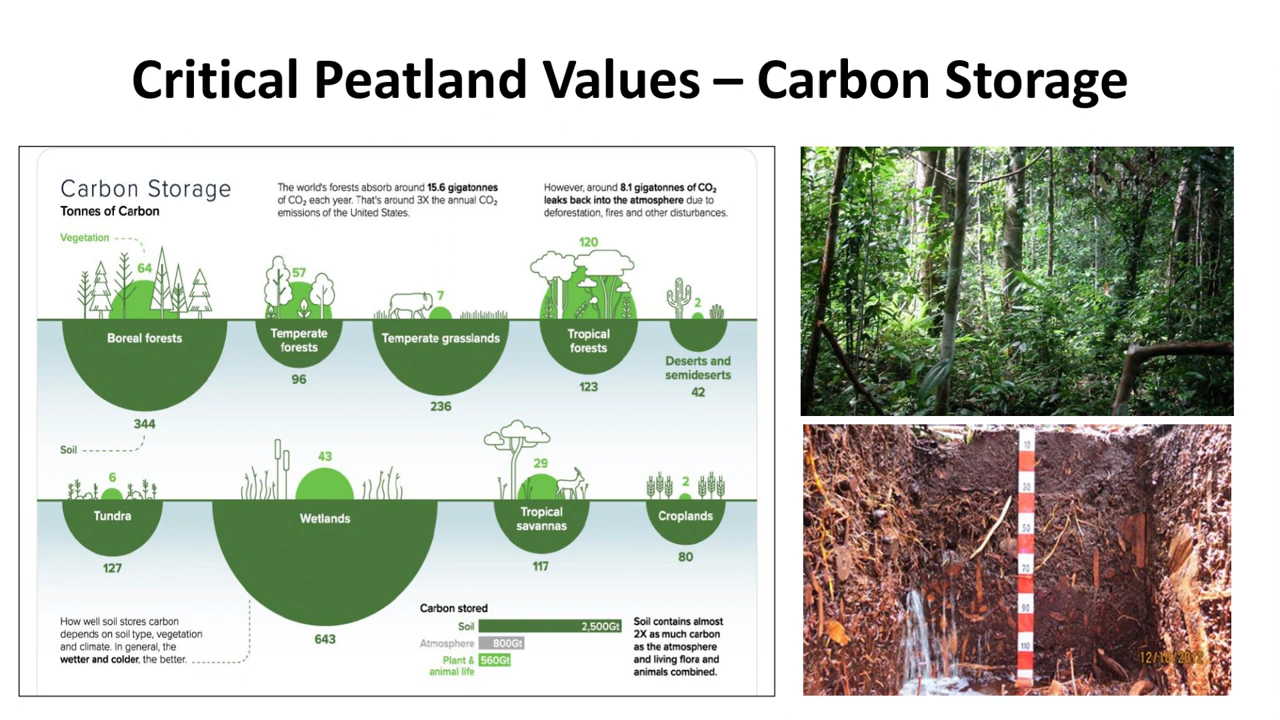 Critical Peatland Values – Carbon Storage
Carbon Storage
Tonnes of Carbon
The world's forests absorb around 15.6 gigatonnes
of CO₂ each year. That's around 3X the annual CO₂
emissions of the United States.
However, around 8.1 gigatonnes of CO₂
leaks back into the atmosphere due to
deforestation, fires and other disturbances.
Vegetation
64
57
7
120
2
Boreal forests
Temperate
forests
Temperate grasslands
Tropical
forests
Deserts and
semideserts
344
96
236
123
42
Soil
6
43
29
2
Tundra
Wetlands
Tropical
savannas
Croplands
127
643
117
80
How well soil stores carbon
depends on soil type, vegetation
and climate. In general, the
wetter and colder, the better.
Carbon stored
Soil 2,500Gt
Atmosphere 800Gt
Plant & 560Gt
animal life
Soil contains almost
2X as much carbon
as the atmosphere
and living flora and
animals combined.
10
30
50
70
90
110